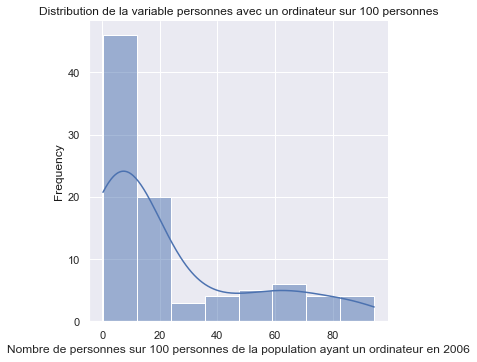 Distribution de la variable personnes avec un ordinateur sur 100 personnes
40
30
20
10
0
Frequency
0 20 40 60 80
Nombre de personnes sur 100 personnes de la population ayant un ordinateur en 2006